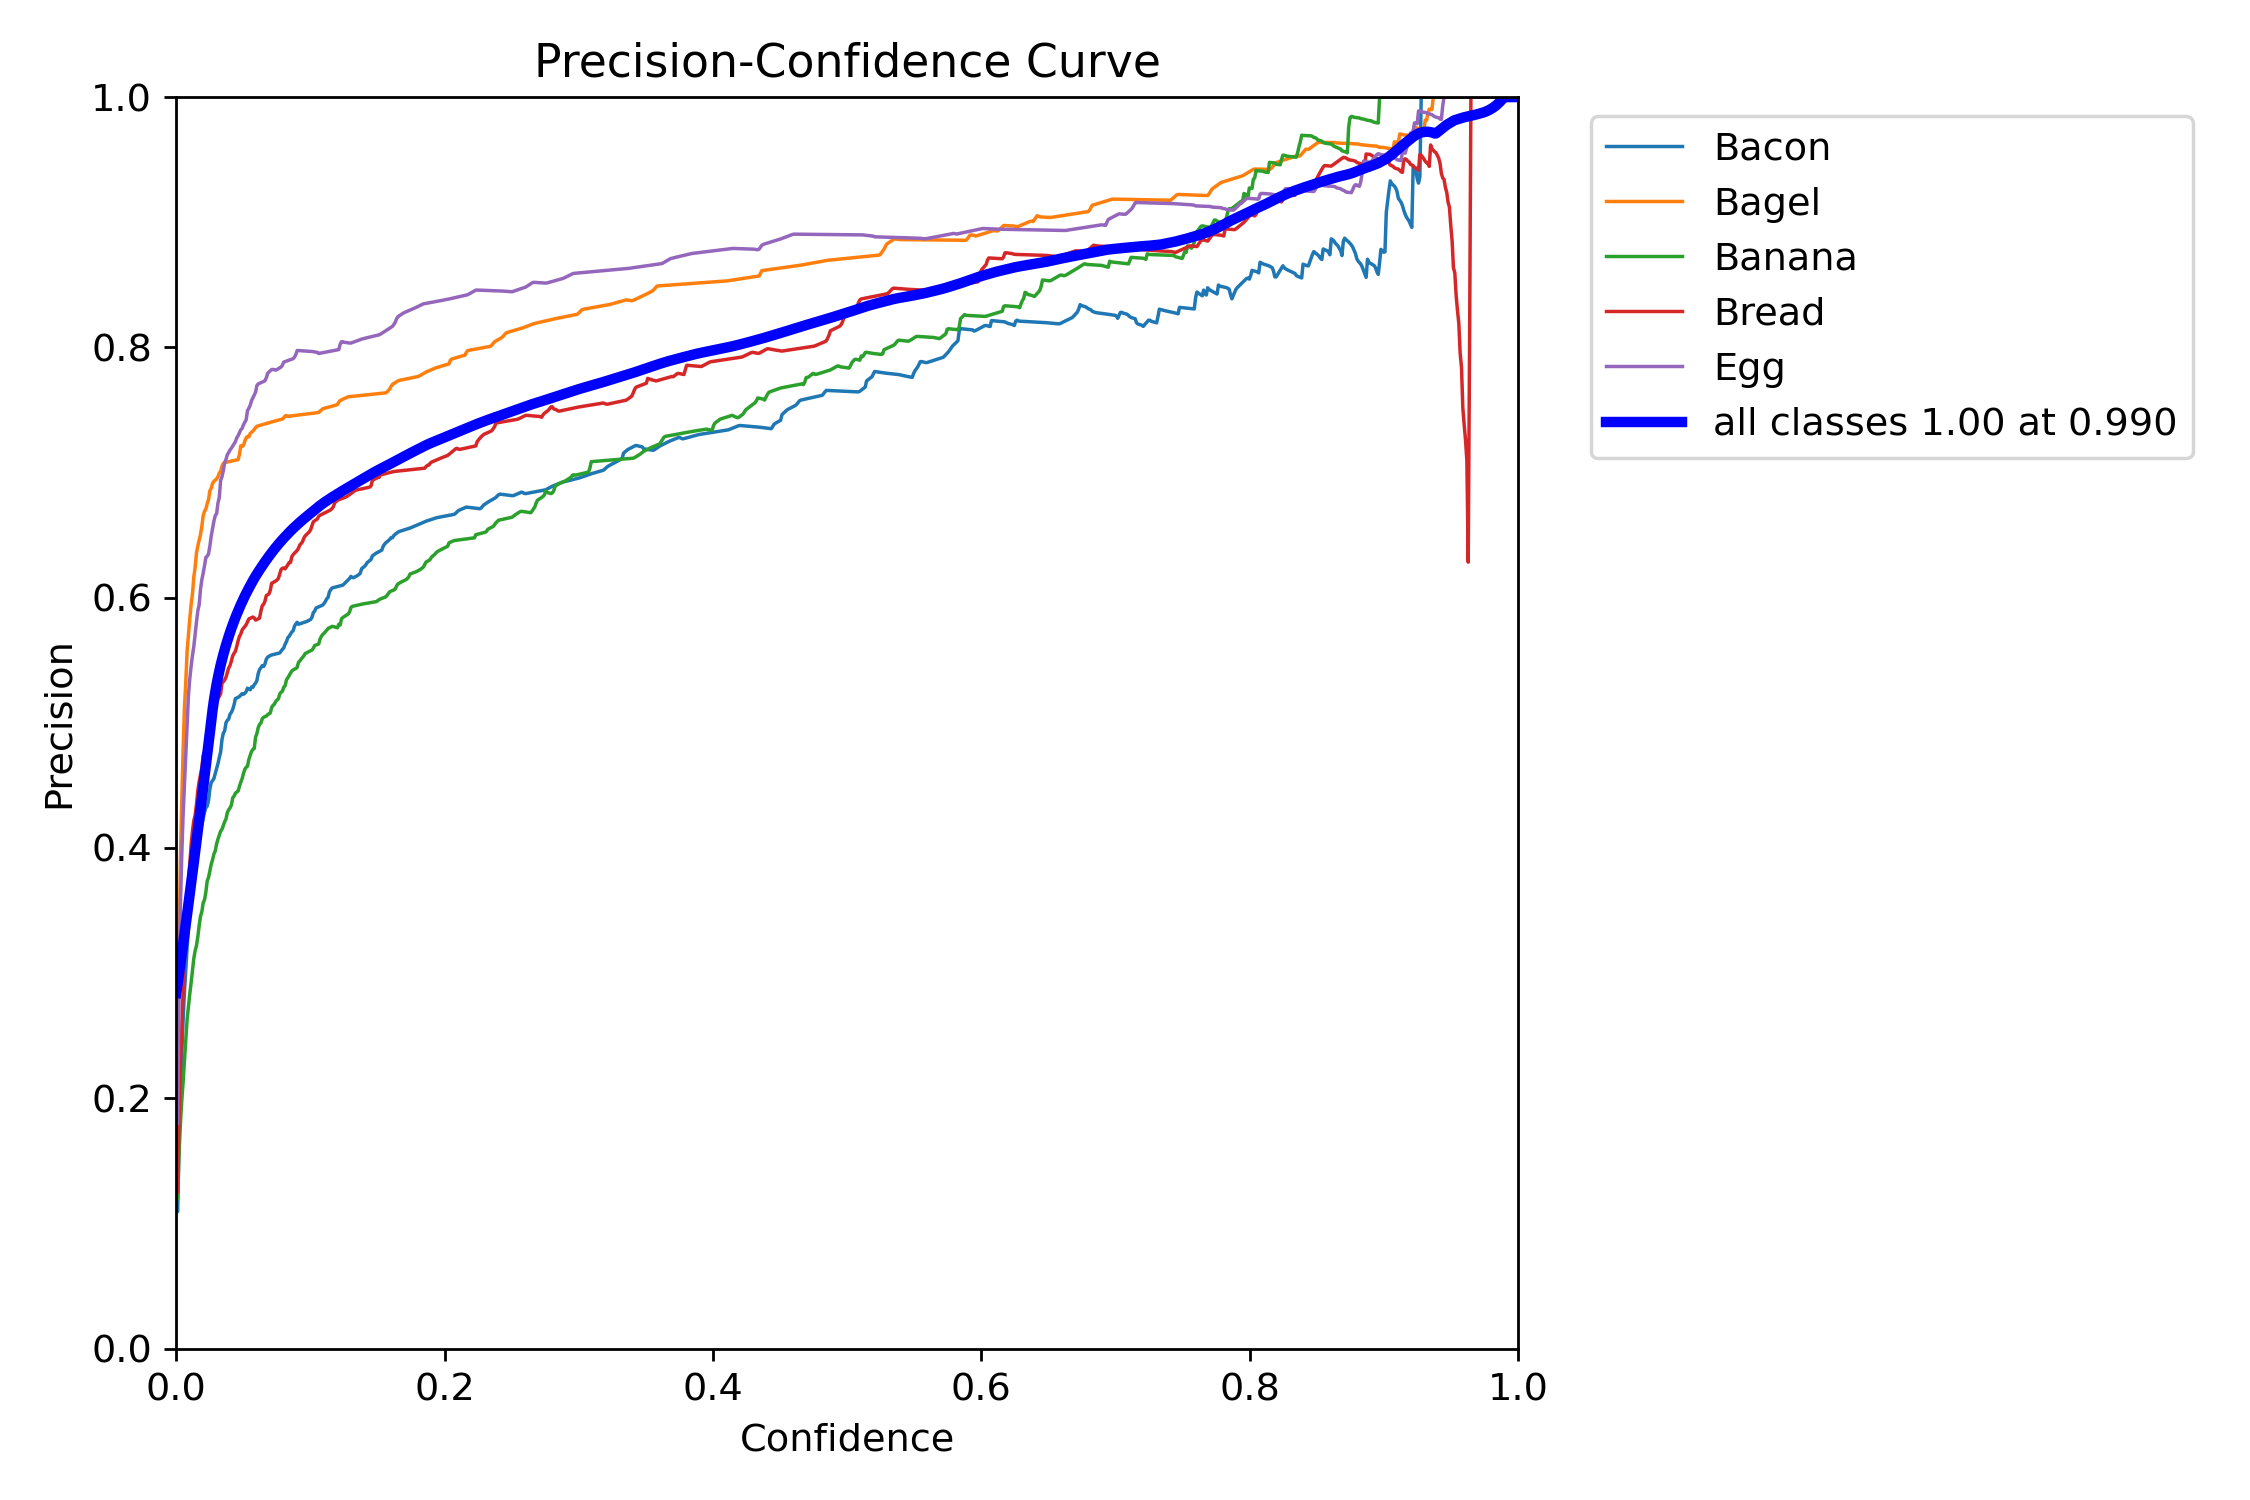 Precision-Confidence Curve
1.0
0.8
0.6
0.4
0.2
0.0
Precision
0.0 0.2 0.4 0.6 0.8 1.0
Confidence
Bacon
Bagel
Banana
Bread
Egg
all classes 1.00 at 0.990